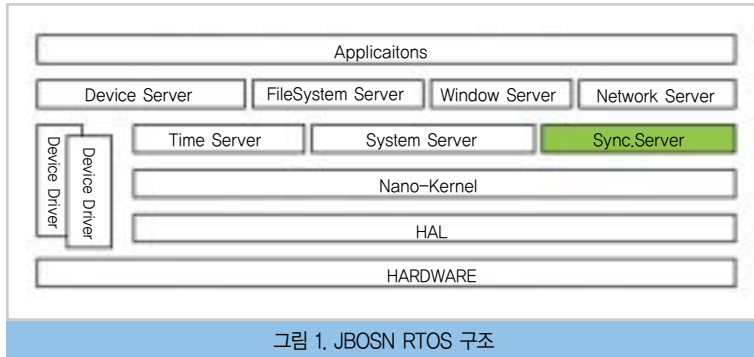 Applicaitons
Device Server FileSystem Server Window Server Network Server
Device Driver Device Driver Time Server System Server Sync.Server
Nano-Kernel
HAL
HARDWARE
그림 1. JBOSN RTOS 구조